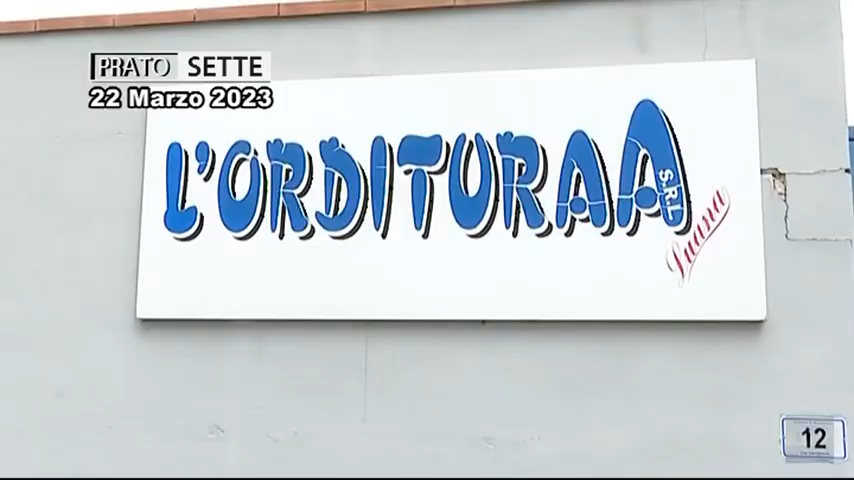 PRATO SETTE
22 Marzo 2023
L'ORDITURAA
S.R.L
Luana
12